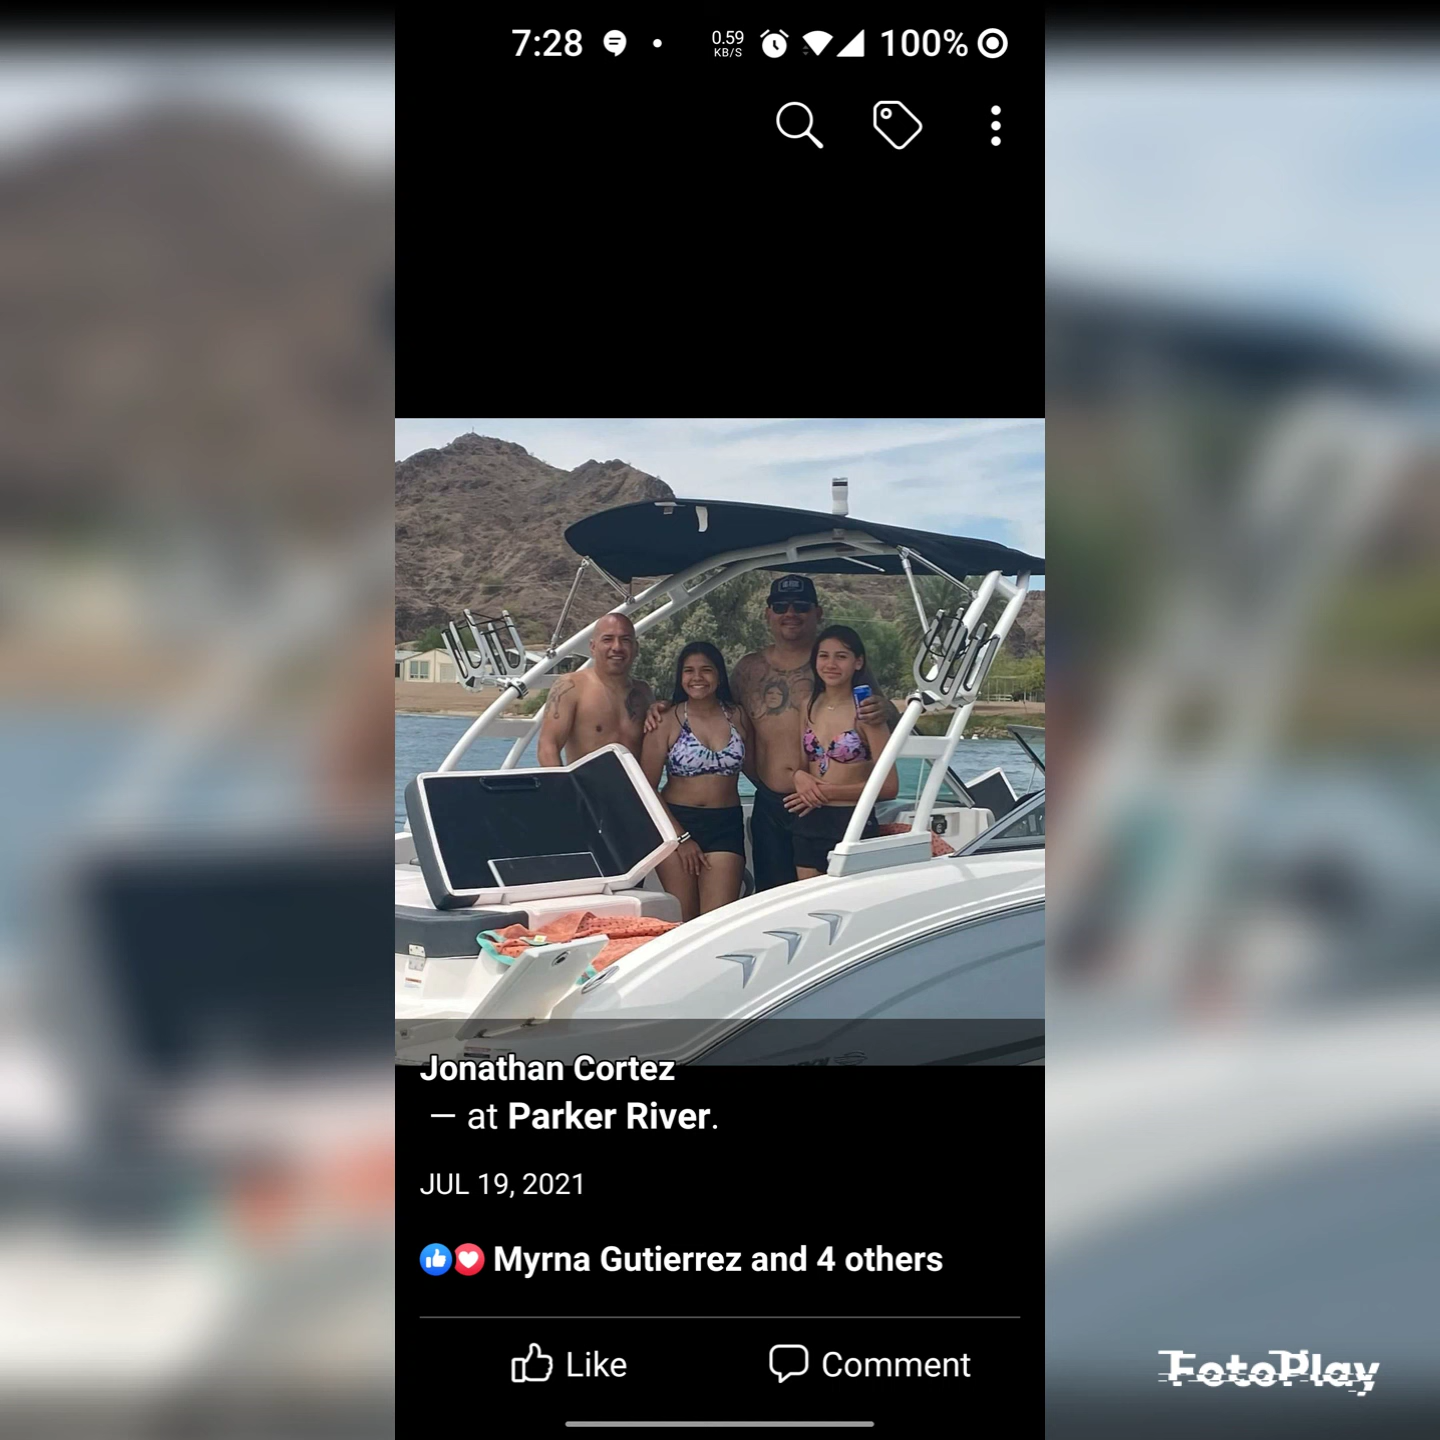 7:28
0.59
KB/S
100%
Jonathan Cortez
— at Parker River.
JUL 19, 2021
Myrna Gutierrez and 4 others
Like
Comment
FotoPlay